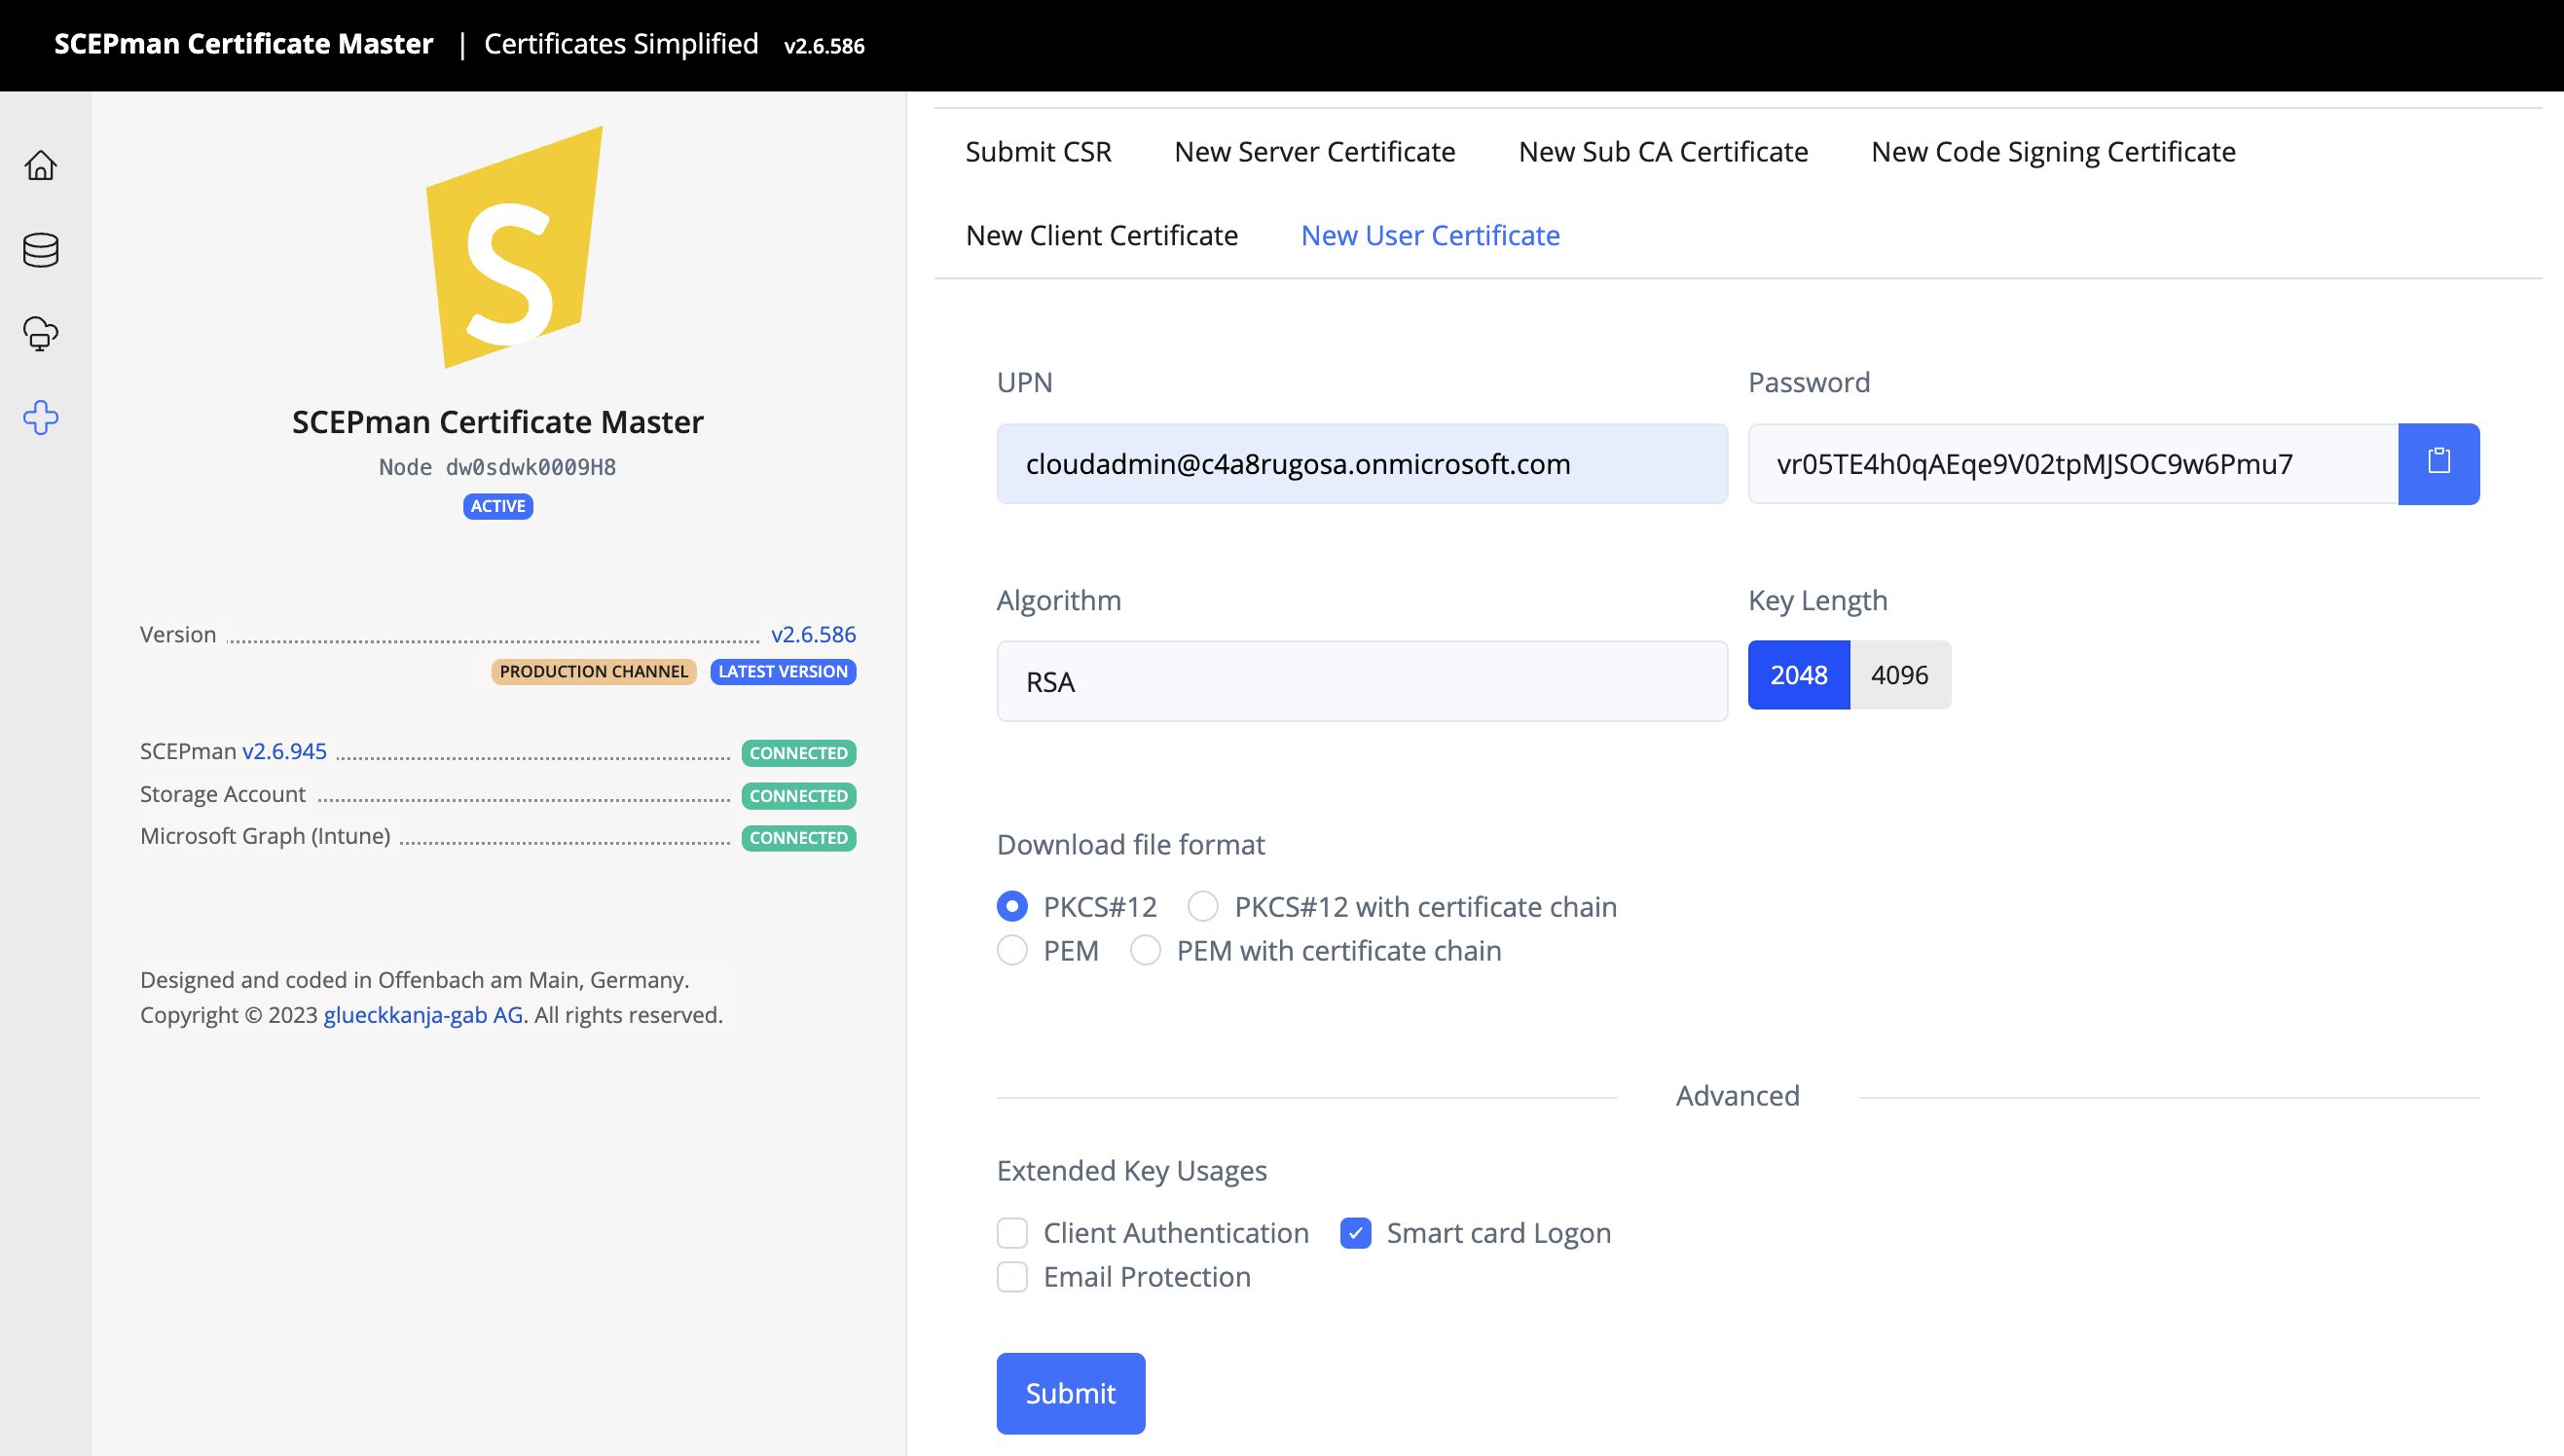 SCEPman Certificate Master | Certificates Simplified v2.6.586
S
SCEPman Certificate Master
Node dw0sdwk0009H8
ACTIVE
Version v2.6.586
PRODUCTION CHANNEL LATEST VERSION
SCEPman v2.6.945 CONNECTED
Storage Account CONNECTED
Microsoft Graph (Intune) CONNECTED
Designed and coded in Offenbach am Main, Germany.
Copyright © 2023 glueckkanja-gab AG. All rights reserved.
Submit CSR New Server Certificate New Sub CA Certificate New Code Signing Certificate
New Client Certificate New User Certificate
UPN Password
cloudadmin@c4a8rugosa.onmicrosoft.com vr05TE4h0qAEqe9V02tpMJSOC9w6Pmu7
Algorithm Key Length
RSA 2048 4096
Download file format
PKCS#12 PKCS#12 with certificate chain
PEM PEM with certificate chain
Advanced
Extended Key Usages
Client Authentication Smart card Logon
Email Protection
Submit